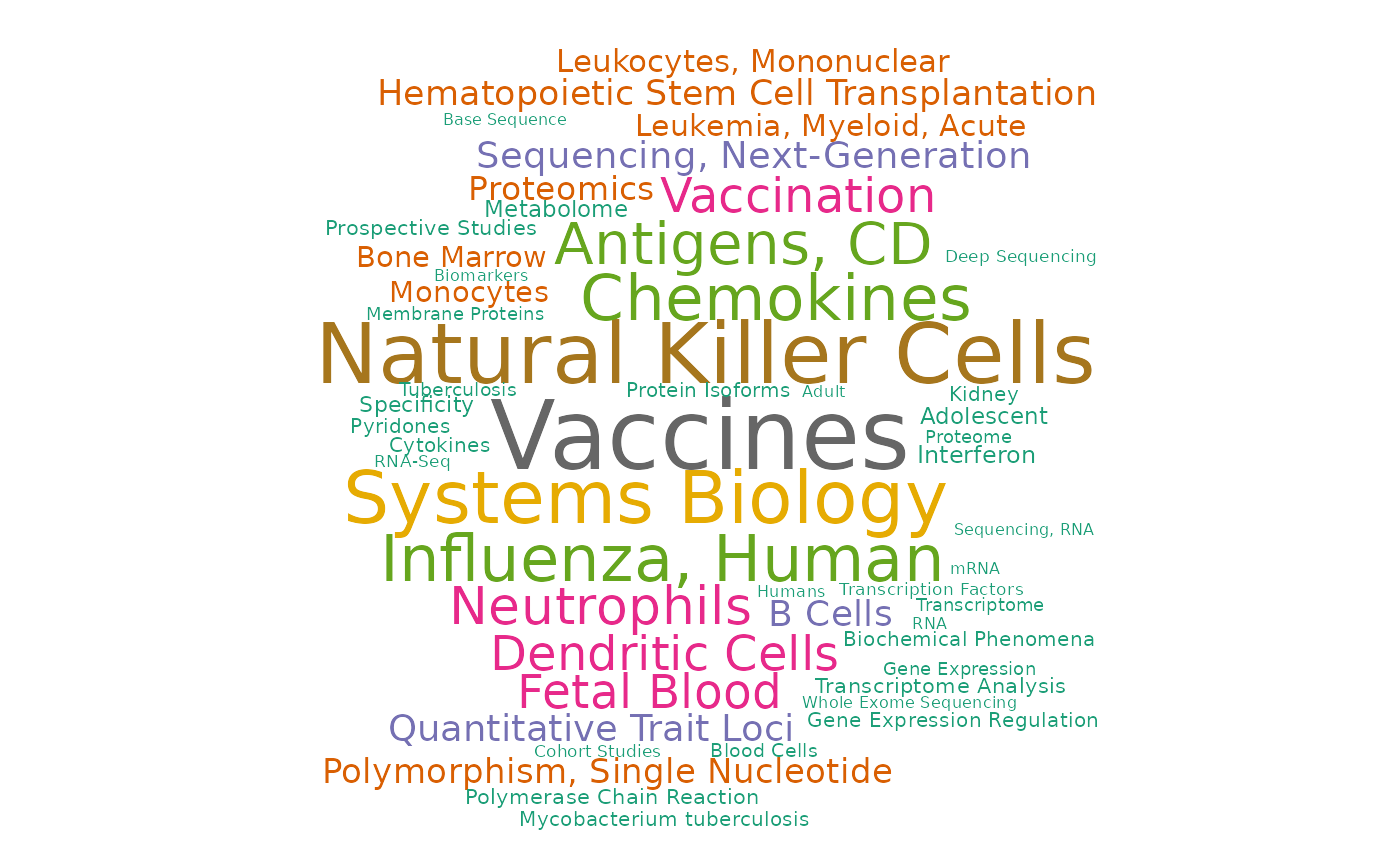 Leukocytes, Mononuclear
Hematopoietic Stem Cell Transplantation
Base Sequence
Leukemia, Myeloid, Acute
Sequencing, Next-Generation
Proteomics
Vaccination
Metabolome
Prospective Studies
Antigens, CD
Bone Marrow
Deep Sequencing
Biomarkers
Monocytes
Chemokines
Membrane Proteins
Natural Killer Cells
Tuberculosis
Protein Isoforms
Adult
Kidney
Specificity
Adolescent
Pyridones
Vaccines
Proteome
Cytokines
Interferon
RNA-Seq
Systems Biology
Sequencing, RNA
Influenza, Human
mRNA
Neutrophils
Humans
Transcription Factors
B Cells
Transcriptome
RNA
Biochemical Phenomena
Dendritic Cells
Gene Expression
Transcriptome Analysis
Fetal Blood
Whole Exome Sequencing
Gene Expression Regulation
Quantitative Trait Loci
Cohort Studies
Blood Cells
Polymorphism, Single Nucleotide
Polymerase Chain Reaction
Mycobacterium tuberculosis